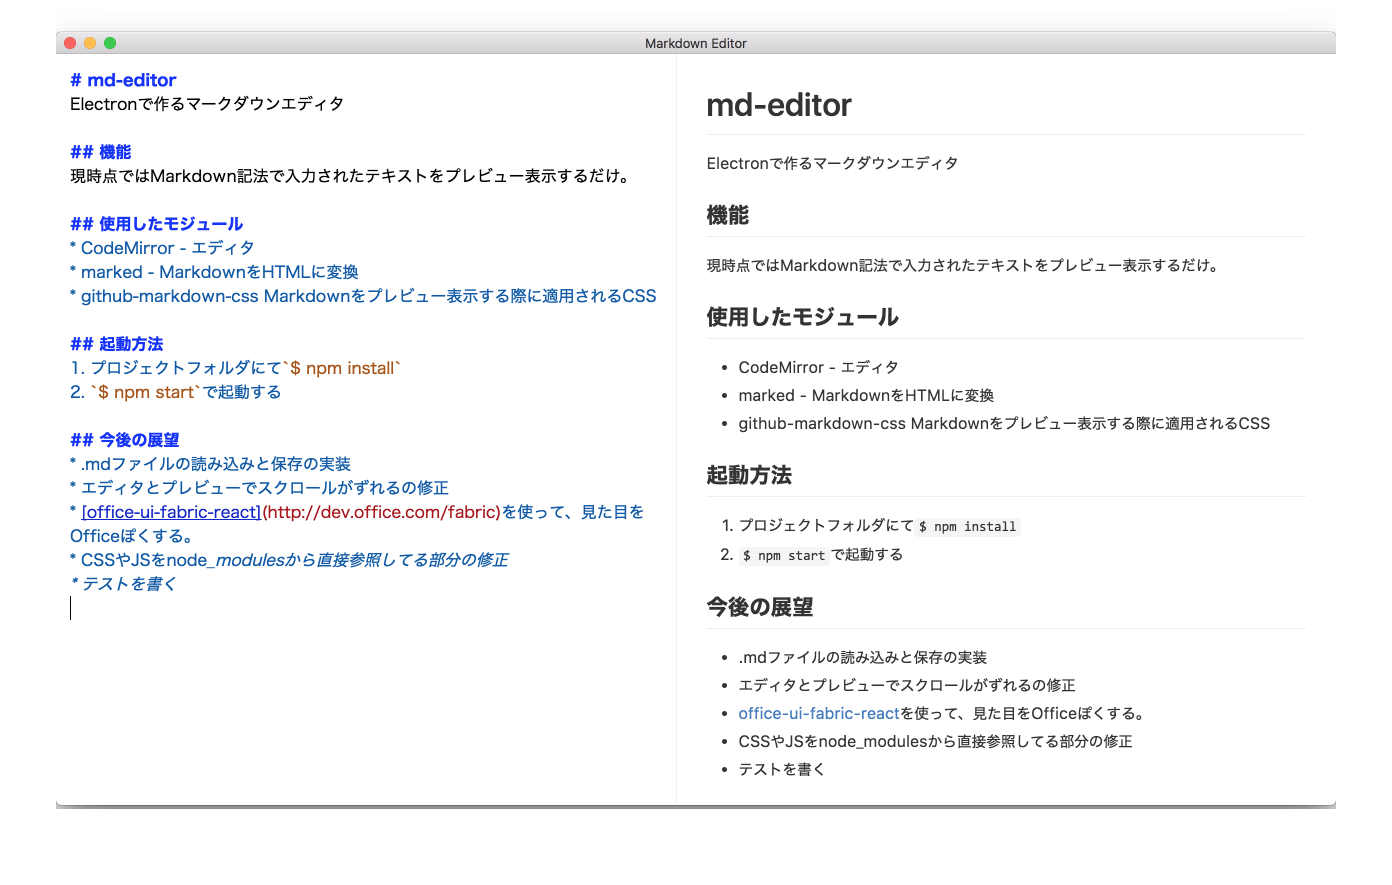 Markdown Editor
# md-editor
Electronで作るマークダウンエディタ
## 機能
現時点ではMarkdown記法で入力されたテキストをプレビュー表示するだけ。
## 使用したモジュール
* CodeMirror - エディタ
* marked - MarkdownをHTMLに変換
* github-markdown-css Markdownをプレビュー表示する際に適用されるCSS
## 起動方法
1. プロジェクトフォルダにて`$ npm install`
2. `$ npm start`で起動する
## 今後の展望
* .mdファイルの読み込みと保存の実装
* エディタとプレビューでスクロールがずれるの修正
* [office-ui-fabric-react](http://dev.office.com/fabric)を使って、見た目を
Officeぽくする。
* CSSやJSをnode_modulesから直接参照してる部分の修正
* テストを書く
md-editor
Electronで作るマークダウンエディタ
機能
現時点ではMarkdown記法で入力されたテキストをプレビュー表示するだけ。
使用したモジュール
• CodeMirror - エディタ
• marked - MarkdownをHTMLに変換
• github-markdown-css Markdownをプレビュー表示する際に適用されるCSS
起動方法
1. プロジェクトフォルダにて $ npm install
2. $ npm start で起動する
今後の展望
• .mdファイルの読み込みと保存の実装
• エディタとプレビューでスクロールがずれるの修正
• office-ui-fabric-reactを使って、見た目をOfficeぽくする。
• CSSやJSをnode_modulesから直接参照してる部分の修正
• テストを書く